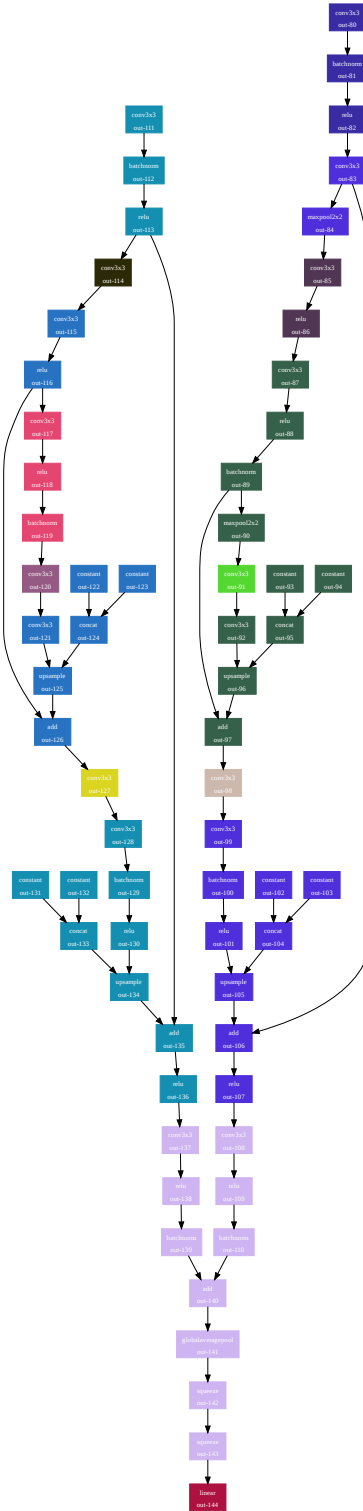 conv3x3
out-80
batchnorm
out-81
relu
out-82
conv3x3
out-83
maxpool2x2
out-84
conv3x3
out-85
relu
out-86
conv3x3
out-87
relu
out-88
batchnorm
out-89
maxpool2x2
out-90
conv3x3
out-91
constant
out-93
constant
out-94
conv3x3
out-92
concat
out-95
upsample
out-96
add
out-97
conv3x3
out-98
conv3x3
out-99
batchnorm
out-100
constant
out-102
constant
out-103
relu
out-101
concat
out-104
upsample
out-105
add
out-106
relu
out-107
conv3x3
out-108
relu
out-109
batchnorm
out-110
conv3x3
out-111
batchnorm
out-112
relu
out-113
conv3x3
out-114
conv3x3
out-115
relu
out-116
conv3x3
out-117
relu
out-118
batchnorm
out-119
conv3x3
out-120
constant
out-122
constant
out-123
conv3x3
out-121
concat
out-124
upsample
out-125
add
out-126
conv3x3
out-127
conv3x3
out-128
constant
out-131
constant
out-132
batchnorm
out-129
concat
out-133
relu
out-130
upsample
out-134
add
out-135
relu
out-136
conv3x3
out-137
relu
out-138
batchnorm
out-139
add
out-140
globalaveragepool
out-141
squeeze
out-142
squeeze
out-143
linear
out-144